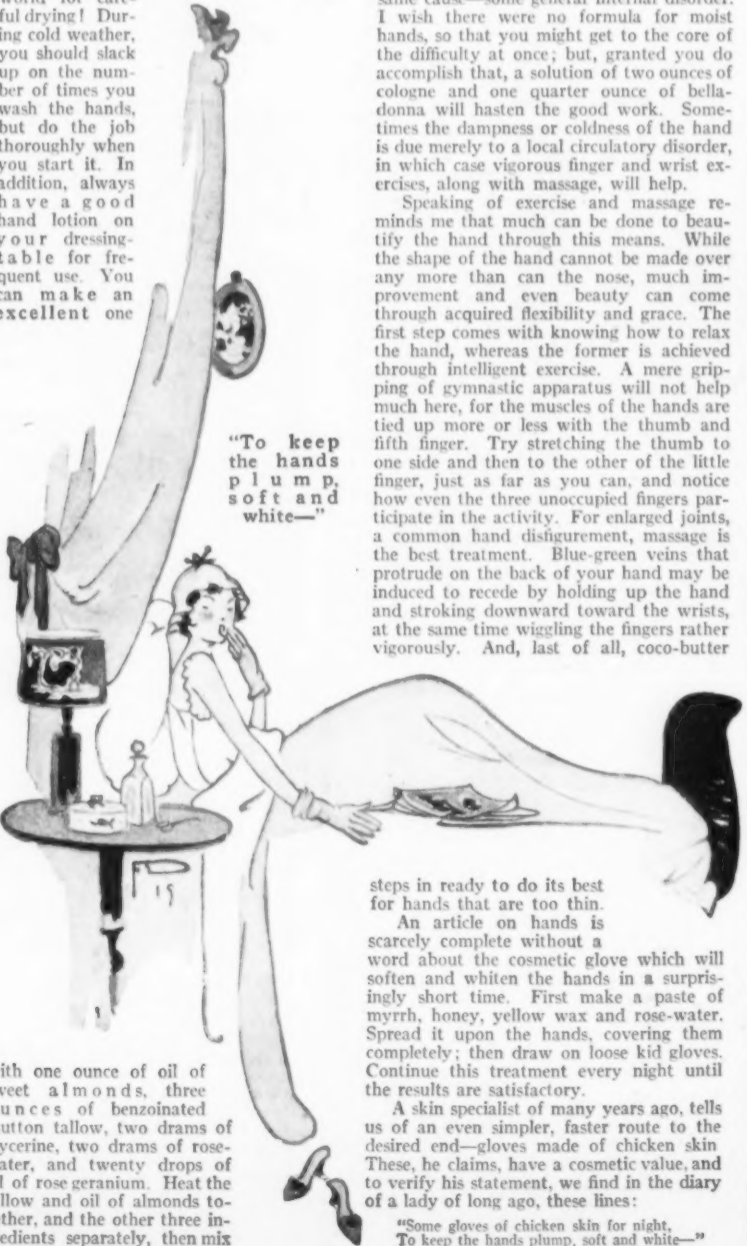 ful drying! Dur-
ing cold weather,
you should slack
up on the num-
ber of times you
wash the hands,
but do the job
thoroughly when
you start it. In
addition, always
have a good
hand lotion on
your dressing-
table for fre-
quent use. You
can make an
excellent one
"To keep
the hands
plump,
soft and
white—"
15
ith one ounce of oil of
weet almonds, three
unces of benzoinated
utton tallow, two drams of
ycerine, two drams of rose-
ater, and twenty drops of
l of rose geranium. Heat the
llow and oil of almonds to-
ther, and the other three in-
edients separately, then mix
same cause—some general internal disorder.
I wish there were no formula for moist
hands, so that you might get to the core of
the difficulty at once; but, granted you do
accomplish that, a solution of two ounces of
cologne and one quarter ounce of bella-
donna will hasten the good work. Some-
times the dampness or coldness of the hand
is due merely to a local circulatory disorder,
in which case vigorous finger and wrist ex-
ercises, along with massage, will help.
Speaking of exercise and massage re-
minds me that much can be done to beau-
tify the hand through this means. While
the shape of the hand cannot be made over
any more than can the nose, much im-
provement and even beauty can come
through acquired flexibility and grace. The
first step comes with knowing how to relax
the hand, whereas the former is achieved
through intelligent exercise. A mere grip-
ping of gymnastic apparatus will not help
much here, for the muscles of the hands are
tied up more or less with the thumb and
fifth finger. Try stretching the thumb to
one side and then to the other of the little
finger, just as far as you can, and notice
how even the three unoccupied fingers par-
ticipate in the activity. For enlarged joints,
a common hand disfigurement, massage is
the best treatment. Blue-green veins that
protrude on the back of your hand may be
induced to recede by holding up the hand
and stroking downward toward the wrists,
at the same time wiggling the fingers rather
vigorously. And, last of all, coco-butter
steps in ready to do its best
for hands that are too thin.
An article on hands is
scarcely complete without a
word about the cosmetic glove which will
soften and whiten the hands in a surpris-
ingly short time. First make a paste of
myrrh, honey, yellow wax and rose-water.
Spread it upon the hands, covering them
completely; then draw on loose kid gloves.
Continue this treatment every night until
the results are satisfactory.
A skin specialist of many years ago, tells
us of an even simpler, faster route to the
desired end—gloves made of chicken skin
These, he claims, have a cosmetic value, and
to verify his statement, we find in the diary
of a lady of long ago, these lines:
"Some gloves of chicken skin for night,
To keep the hands plump, soft and white—"